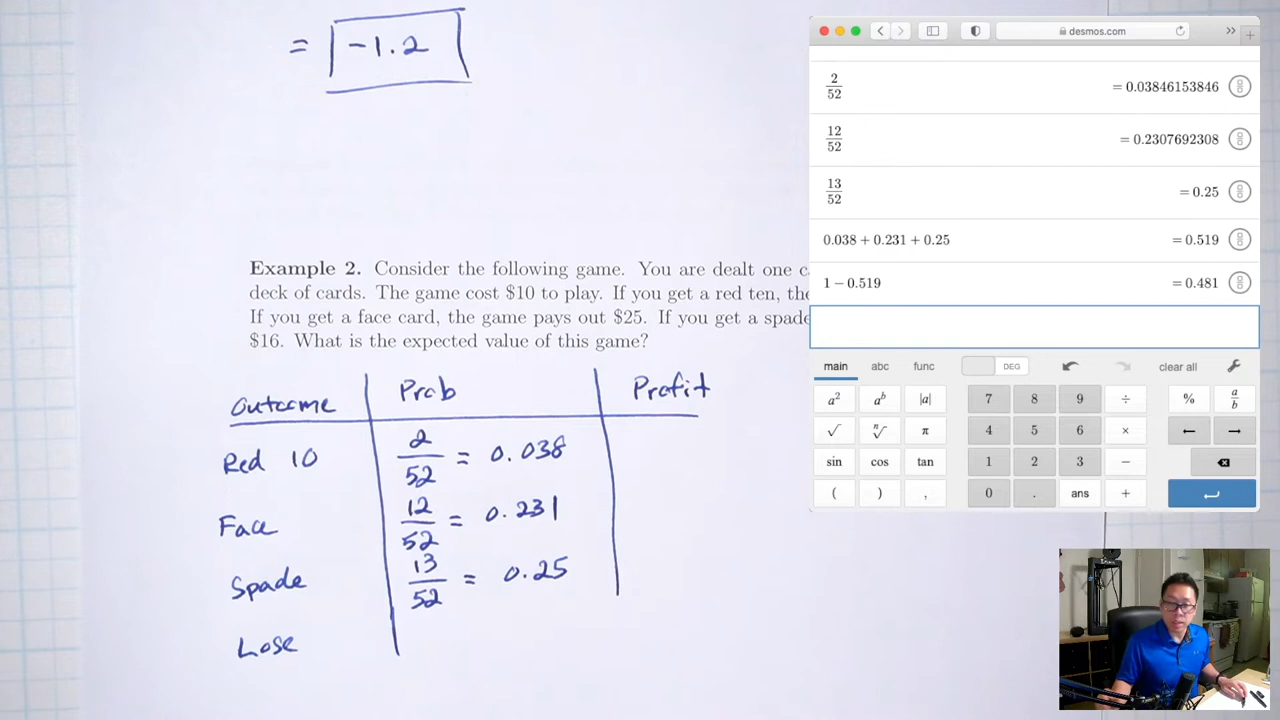 = -1.2
Example 2. Consider the following game. You are dealt one c
deck of cards. The game cost $10 to play. If you get a red ten, the
If you get a face card, the game pays out $25. If you get a spade
$16. What is the expected value of this game?
Outcome Prob Profit
Red 10 2/52 = 0.038
Face 12/52 = 0.231
Spade 13/52 = 0.25
Lose
desmos.com
2/52 = 0.03846153846
12/52 = 0.2307692308
13/52 = 0.25
0.038 + 0.231 + 0.25 = 0.519
1 − 0.519 = 0.481
main abc func DEG clear all
a² aᵇ |a| 7 8 9 ÷ % a/b
√ ⁿ√ π 4 5 6 × ← →
sin cos tan 1 2 3 −
( ) , 0 . ans +